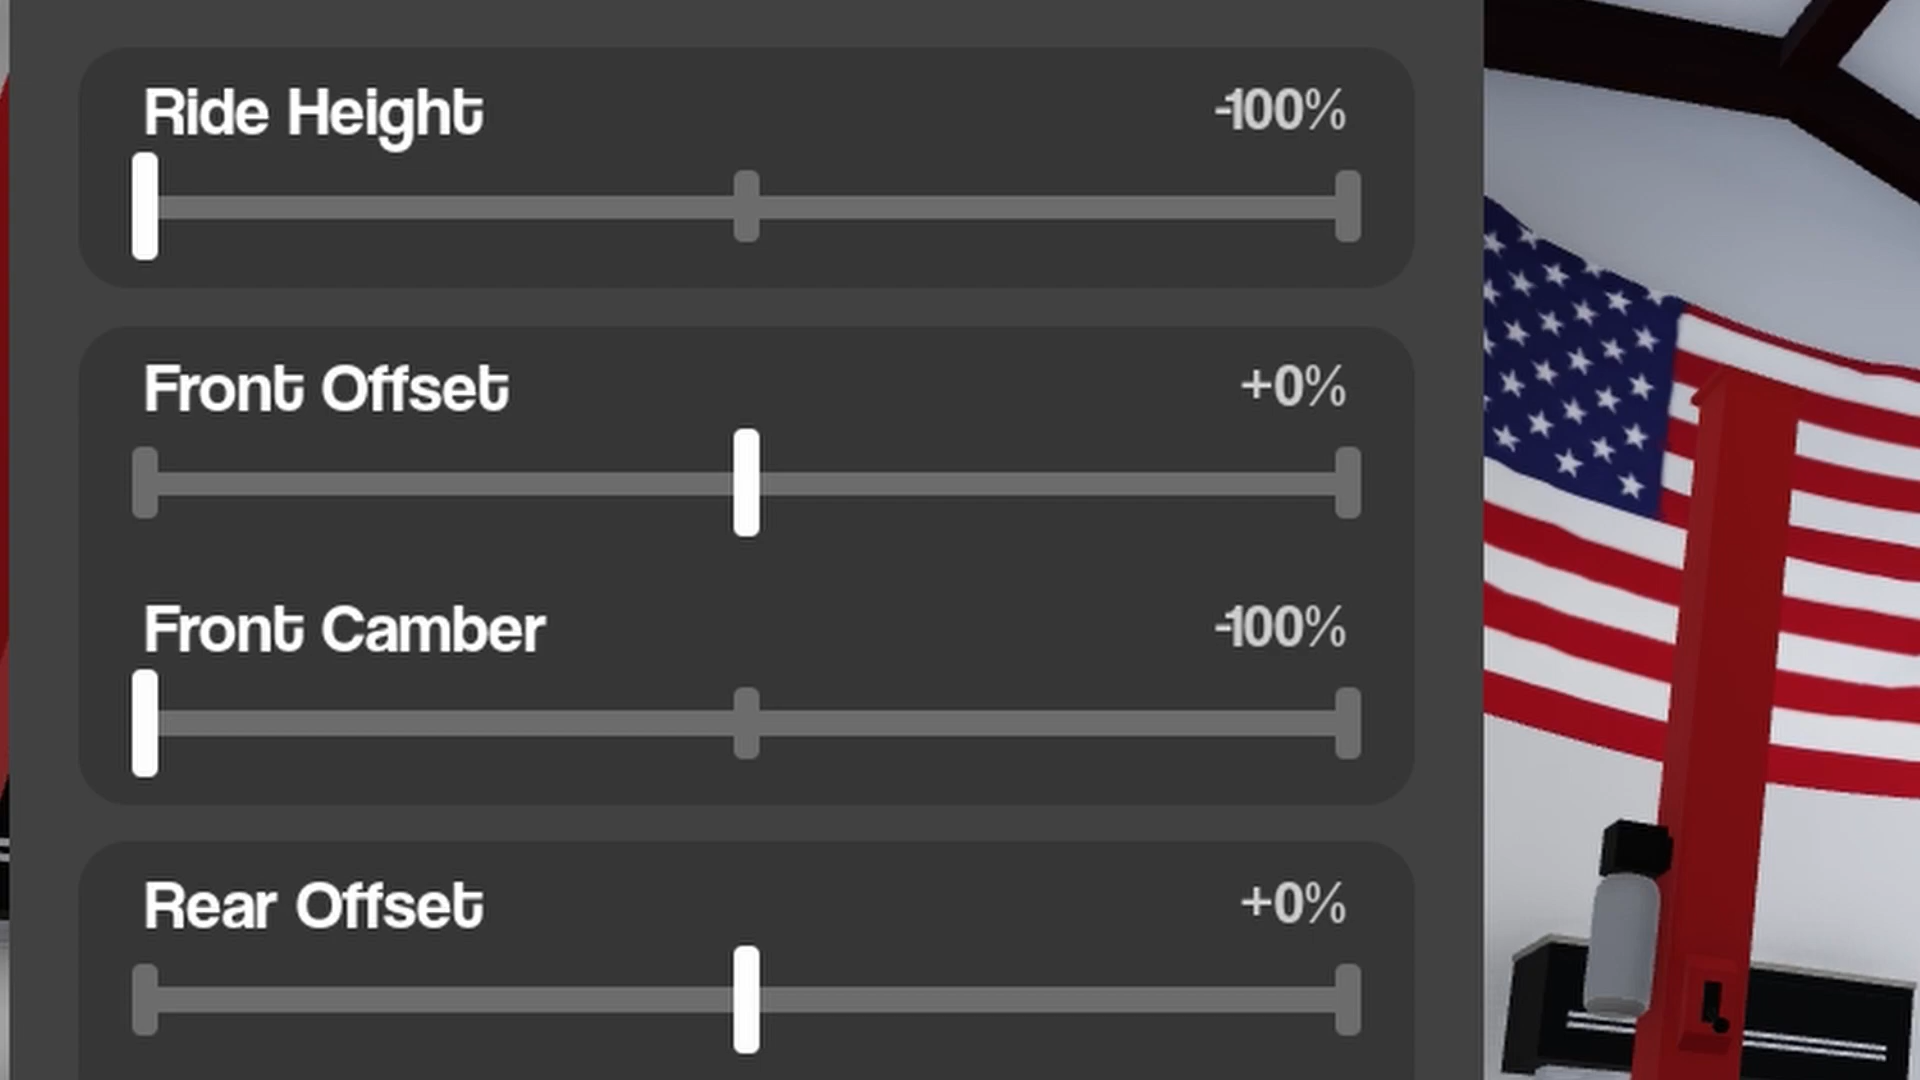 Ride Height -100%
Front Offset +0%
Front Camber -100%
Rear Offset +0%